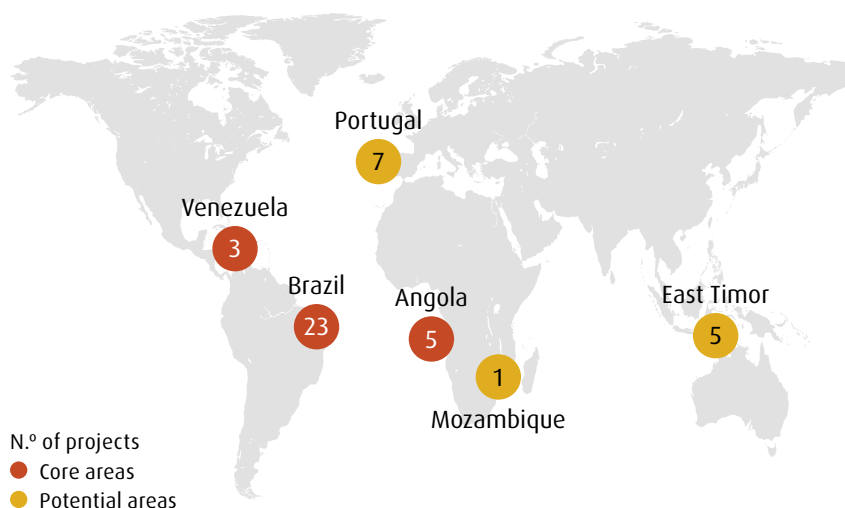 Portugal
7
Venezuela
3
Brazil
23
Angola
5
East Timor
5
1
Mozambique
N.º of projects
Core areas
Potential areas